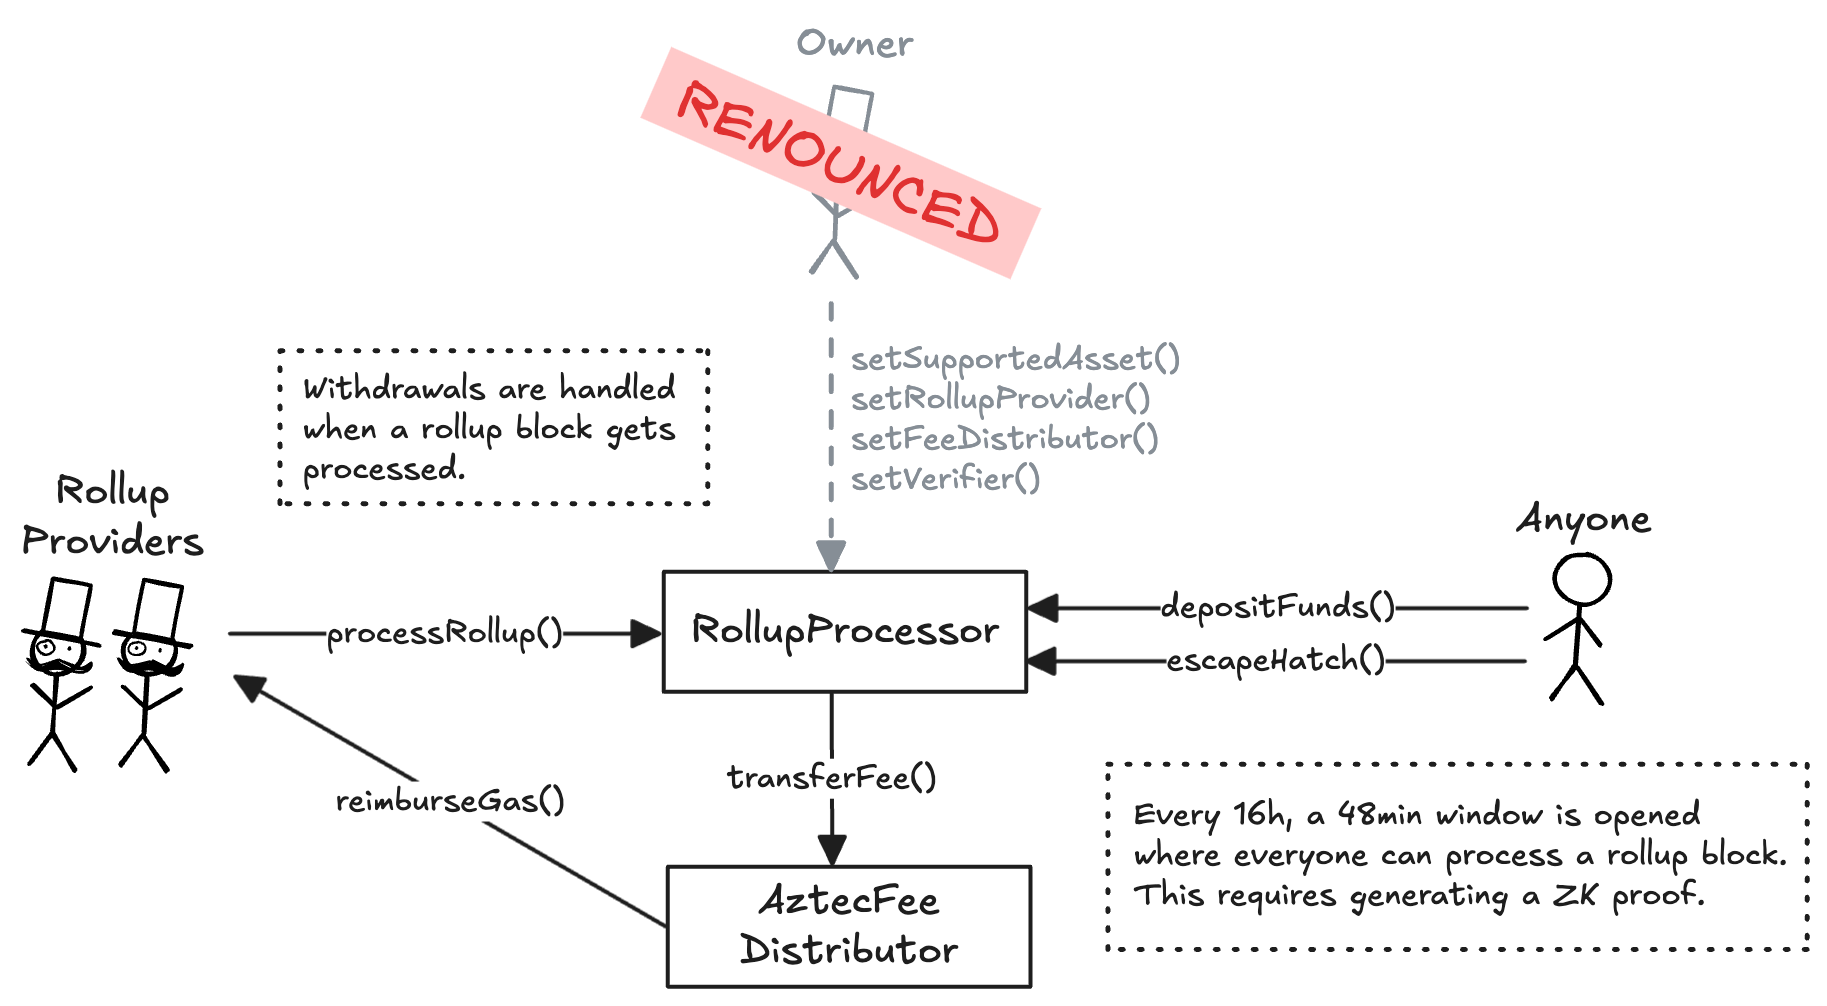 Owner
RENOUNCED
setSupportedAsset()
setRollupProvider()
setFeeDistributor()
setVerifier()
Withdrawals are handled
when a rollup block gets
processed.
Rollup
Providers
Anyone
processRollup()
RollupProcessor
depositFunds()
escapeHatch()
transferFee()
reimburseGas()
Every 16h, a 48min window is opened
where everyone can process a rollup block.
This requires generating a ZK proof.
AztecFee
Distributor